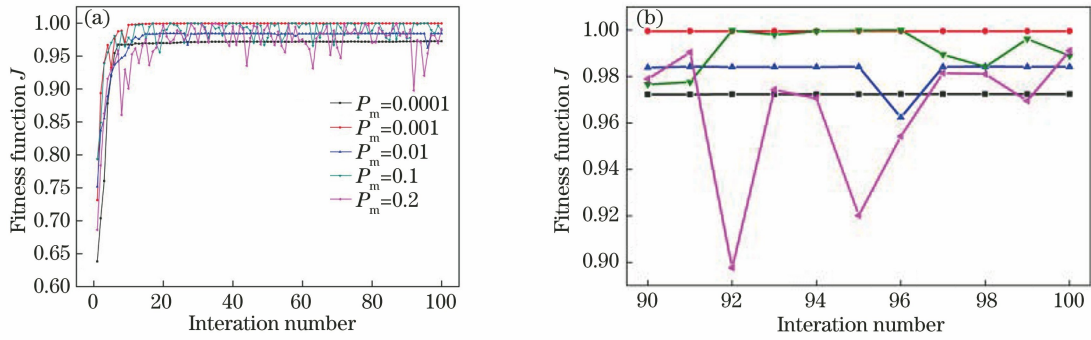 (a)
Fitness function J
1.00
0.95
0.90
0.85
0.80
0.75
0.70
0.65
0.60
Pm=0.0001
Pm=0.001
Pm=0.01
Pm=0.1
Pm=0.2
0 20 40 60 80 100
Interation number
(b)
Fitness function J
1.00
0.98
0.96
0.94
0.92
0.90
90 92 94 96 98 100
Interation number